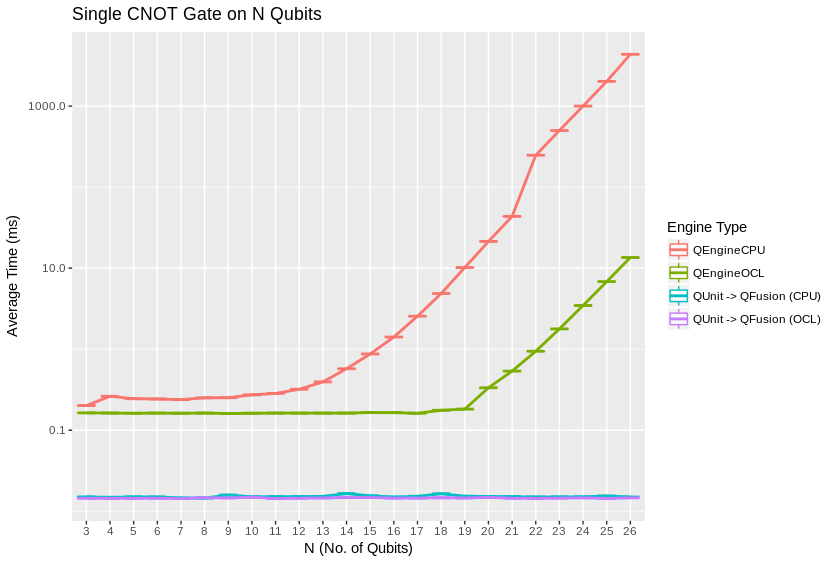 Single CNOT Gate on N Qubits
1000.0
10.0
0.1
Average Time (ms)
3 4 5 6 7 8 9 10 11 12 13 14 15 16 17 18 19 20 21 22 23 24 25 26
N (No. of Qubits)
Engine Type
QEngineCPU
QEngineOCL
QUnit -> QFusion (CPU)
QUnit -> QFusion (OCL)